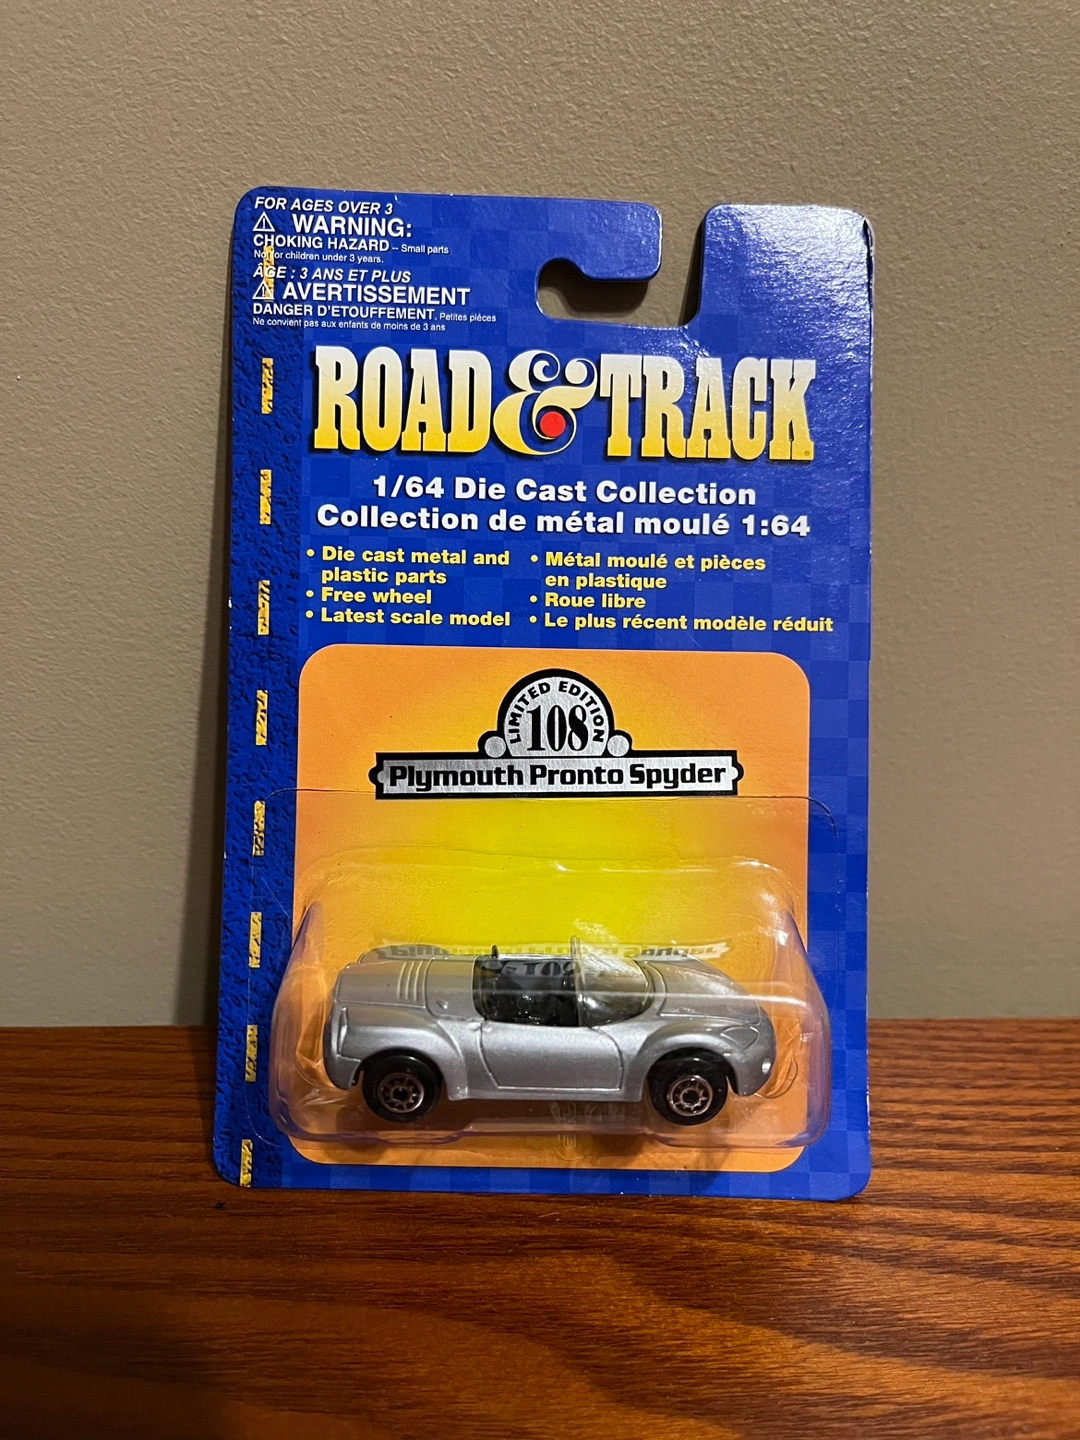 FOR AGES OVER 3
WARNING:
CHOKING HAZARD -- Small parts
Not for children under 3 years.
ÂGE : 3 ANS ET PLUS
AVERTISSEMENT
DANGER D'ETOUFFEMENT. Petites pièces
Ne convient pas aux enfants de moins de 3 ans
ROAD & TRACK
1/64 Die Cast Collection
Collection de métal moulé 1:64
• Die cast metal and
plastic parts
• Free wheel
• Latest scale model
• Métal moulé et pièces
en plastique
• Roue libre
• Le plus récent modèle réduit
LIMITED EDITION
108
Plymouth Pronto Spyder